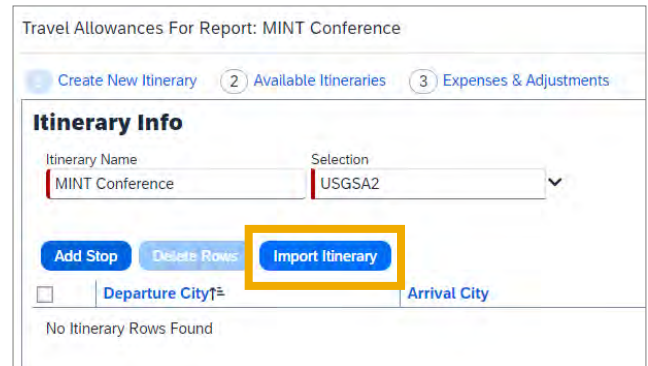 Travel Allowances For Report: MINT Conference
Create New Itinerary 2 Available Itineraries 3 Expenses & Adjustments
Itinerary Info
Itinerary Name Selection
MINT Conference USGSA2
Add Stop Delete Rows Import Itinerary
Departure City Arrival City
No Itinerary Rows Found